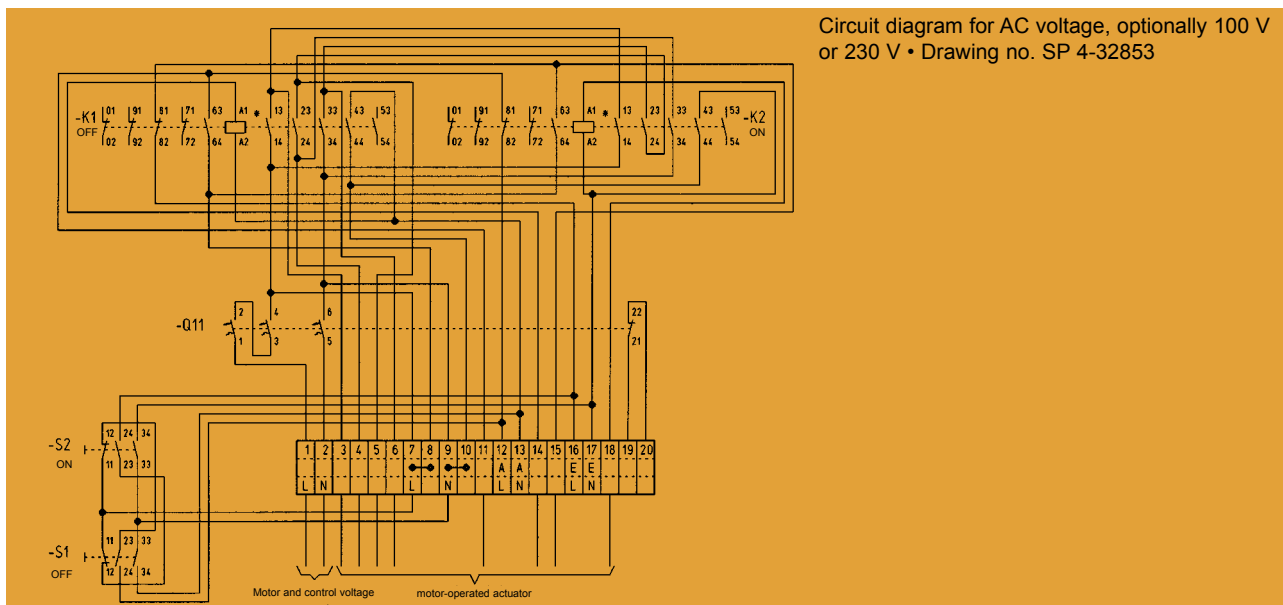 Circuit diagram for AC voltage, optionally 100 V
or 230 V • Drawing no. SP 4-32853
01 91 81 71 63 A1 * 13 23 33 43 53
01 91 81 71 63 A1 * 13 23 33 43 53
-K1
OFF
-K2
ON
02 92 82 72 64 A2 14 24 34 44 54
02 92 82 72 64 A2 14 24 34 44 54
2 4 6 22
-Q11
1 3 5 21
12 24 34
-S2
ON
11 23 33
1 2 3 4 5 6 7 8 9 10 11 12 13 14 15 16 17 18 19 20
A A E E
L N L N L N L N
11 23 33
-S1
OFF
12 24 34
Motor and control voltage
motor-operated actuator